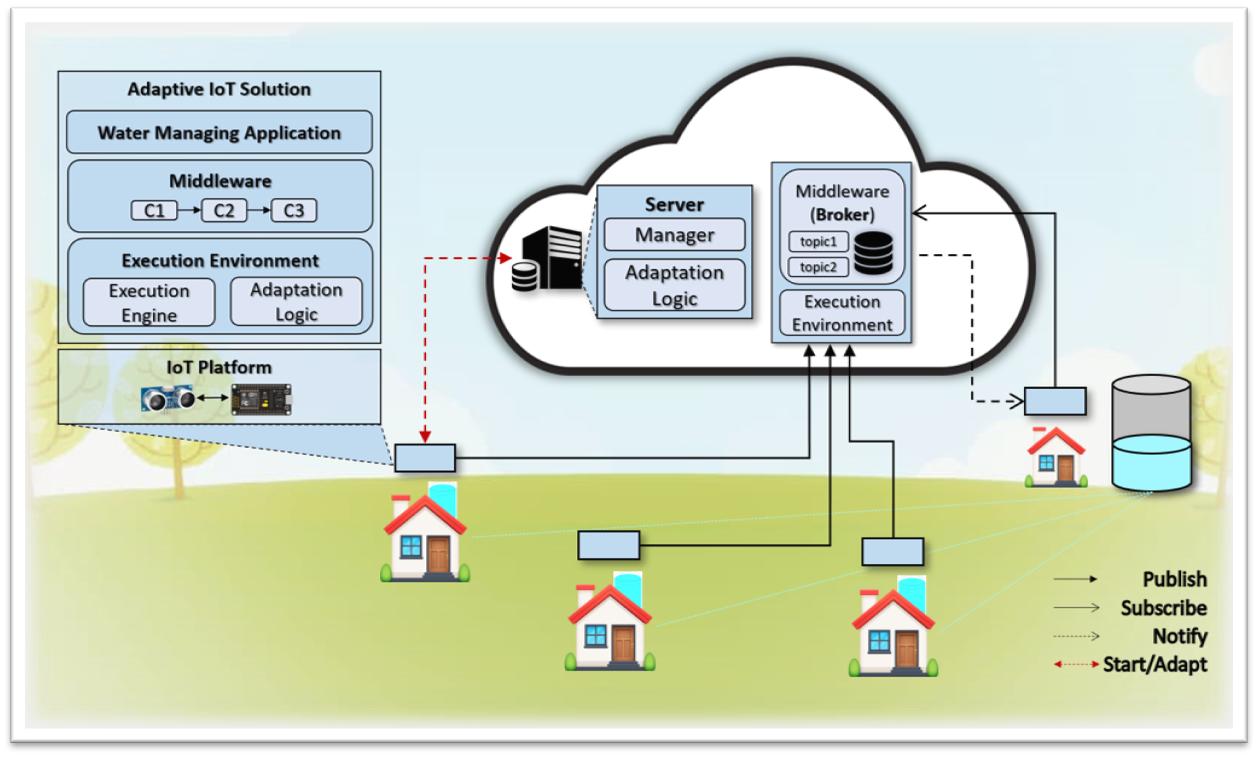 Adaptive IoT Solution
Water Managing Application
Middleware
C1
C2
C3
Execution Environment
Execution
Engine
Adaptation
Logic
IoT Platform
Server
Manager
Adaptation
Logic
Middleware
(Broker)
topic1
topic2
Execution
Environment
Publish
Subscribe
Notify
Start/Adapt